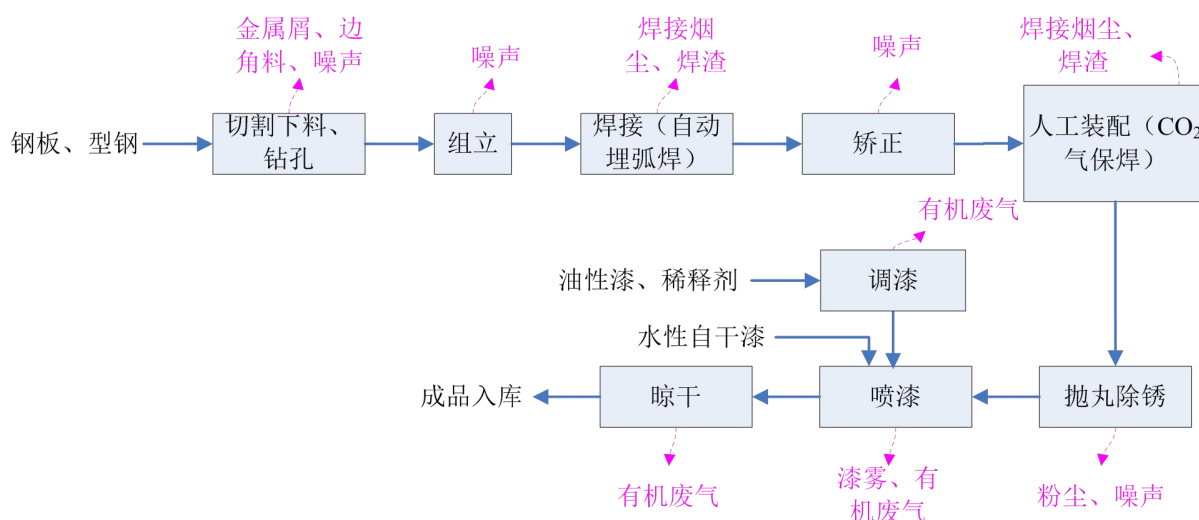 金属屑、边
角料、噪声
噪声
焊接烟
尘、焊渣
噪声
焊接烟尘、
焊渣
钢板、型钢
切割下料、
钻孔
组立
焊接（自动
埋弧焊）
矫正
人工装配（CO₂
气保焊）
有机废气
油性漆、稀释剂
调漆
水性自干漆
成品入库
晾干
喷漆
抛丸除锈
有机废气
漆雾、有
机废气
粉尘、噪声